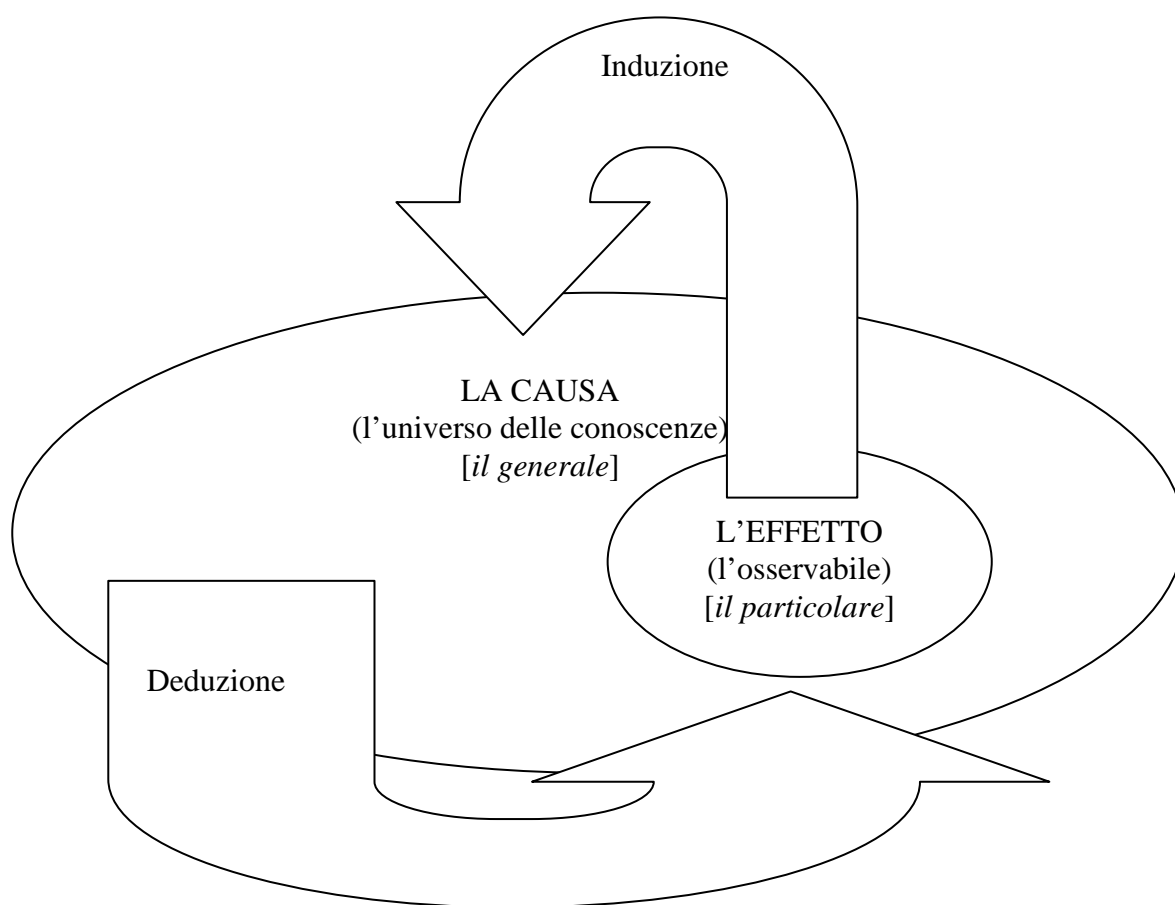 Induzione
LA CAUSA
(l’universo delle conoscenze)
[il generale]
L’EFFETTO
(l’osservabile)
[il particolare]
Deduzione